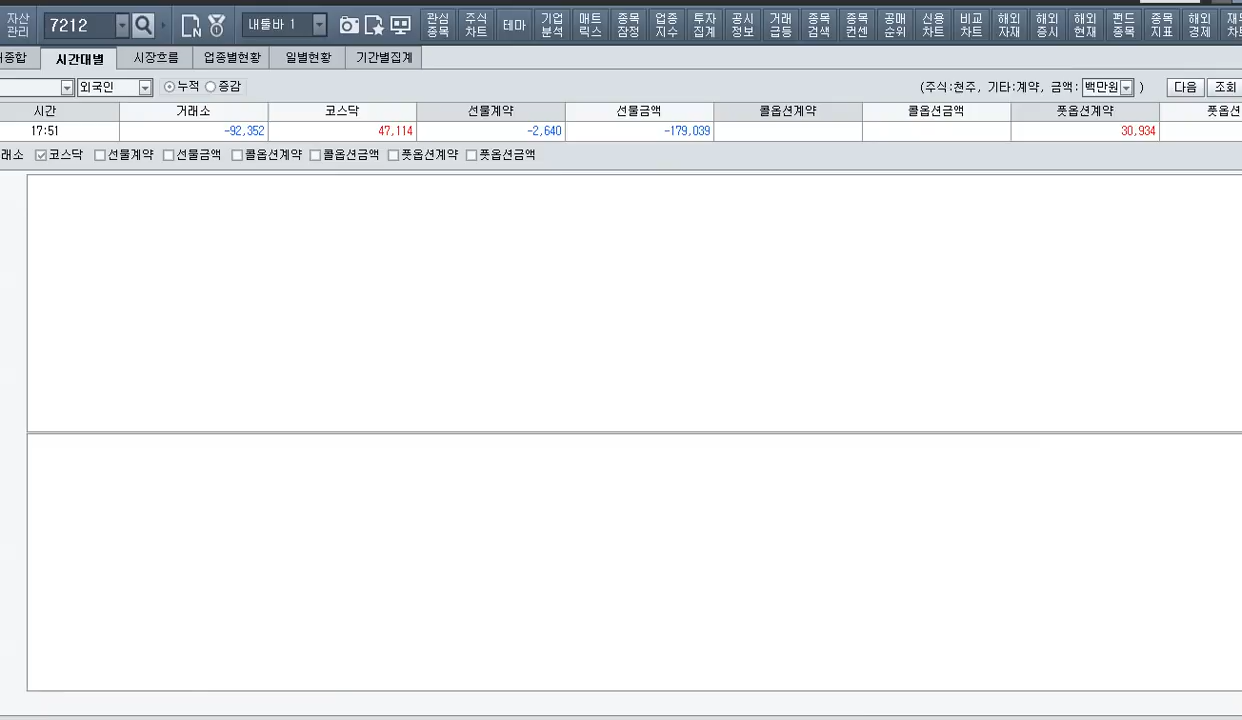 자산 관리 7212 내툴바 1 관심 종목 주식 차트 테마 기업 분석 매트 릭스 종목 잠정 업종 지수 투자 집계 공시 정보 거래 급등 종목 검색 종목 컨센 공매 순위 신용 차트 비교 차트 해외 자재 해외 증시 해외 현재 펀드 종목 종목 지표 해외 경제
종합 시간대별 시장흐름 업종별현황 일별현황 기간별집계
외국인 누적 증감 (주식:천주, 기타:계약, 금액: 백만원 ) 다음 조회
시간 거래소 코스닥 선물계약 선물금액 콜옵션계약 콜옵션금액 풋옵션계약 풋옵션
17:51 -92,352 47,114 -2,640 -179,039 30,934
래소 코스닥 선물계약 선물금액 콜옵션계약 콜옵션금액 풋옵션계약 풋옵션금액